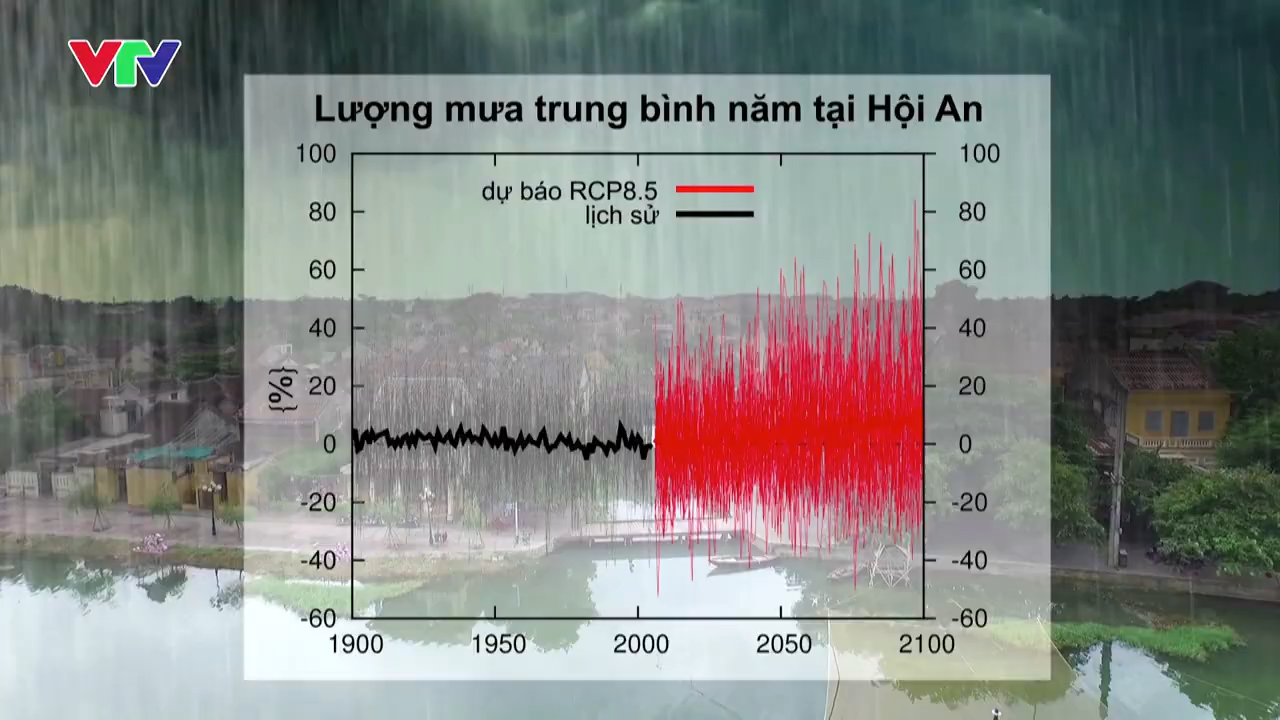 VTV
Lượng mưa trung bình năm tại Hội An
100 100
dự báo RCP8.5
80 80
lịch sử
60 60
40 40
{%}
20 20
0 0
-20 -20
-40 -40
-60 -60
1900 1950 2000 2050 2100